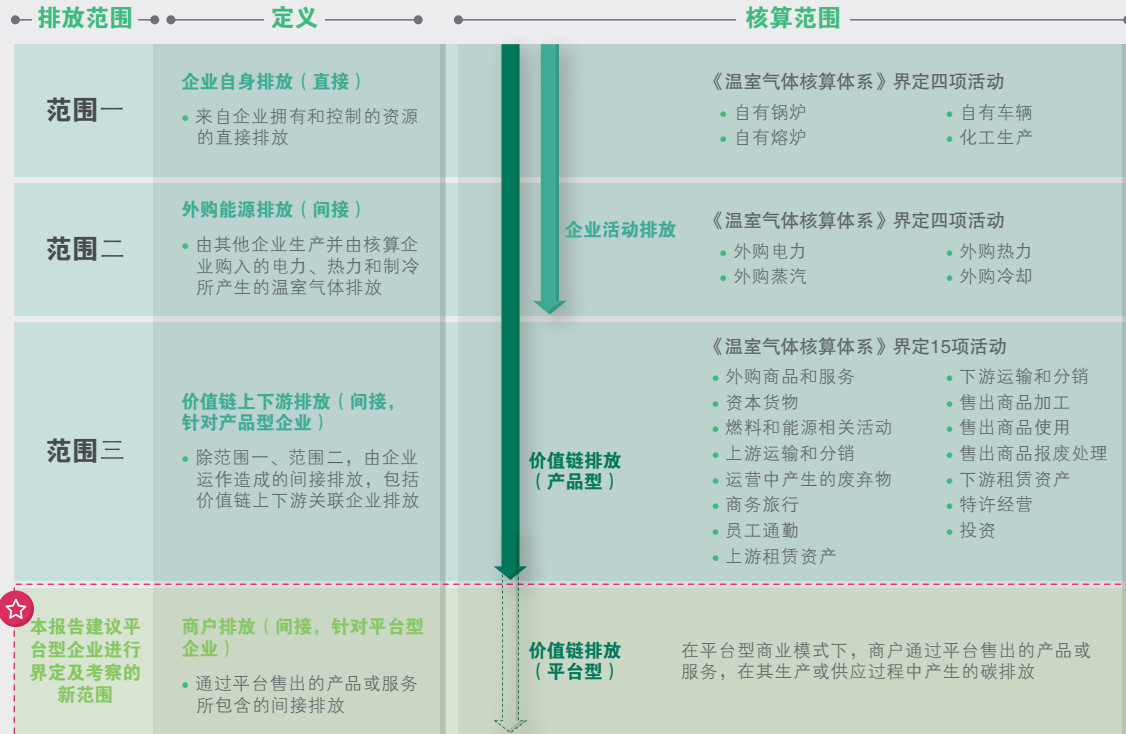 排放范围
定义
核算范围
范围一
企业自身排放（直接）
• 来自企业拥有和控制的资源
的直接排放
《温室气体核算体系》界定四项活动
• 自有锅炉
• 自有熔炉
• 自有车辆
• 化工生产
范围二
外购能源排放（间接）
• 由其他企业生产并由核算企
业购入的电力、热力和制冷
所产生的温室气体排放
企业活动排放
《温室气体核算体系》界定四项活动
• 外购电力
• 外购蒸汽
• 外购热力
• 外购冷却
范围三
价值链上下游排放（间接，
针对产品型企业）
• 除范围一、范围二，由企业
运作造成的间接排放，包括
价值链上下游关联企业排放
价值链排放
（产品型）
《温室气体核算体系》界定15项活动
• 外购商品和服务
• 资本货物
• 燃料和能源相关活动
• 上游运输和分销
• 运营中产生的废弃物
• 商务旅行
• 员工通勤
• 上游租赁资产
• 下游运输和分销
• 售出商品加工
• 售出商品使用
• 售出商品报废处理
• 下游租赁资产
• 特许经营
• 投资
本报告建议平
台型企业进行
界定及考察的
新范围
商户排放（间接，针对平台型
企业）
• 通过平台售出的产品或服务
所包含的间接排放
价值链排放
（平台型）
在平台型商业模式下，商户通过平台售出的产品或
服务，在其生产或供应过程中产生的碳排放